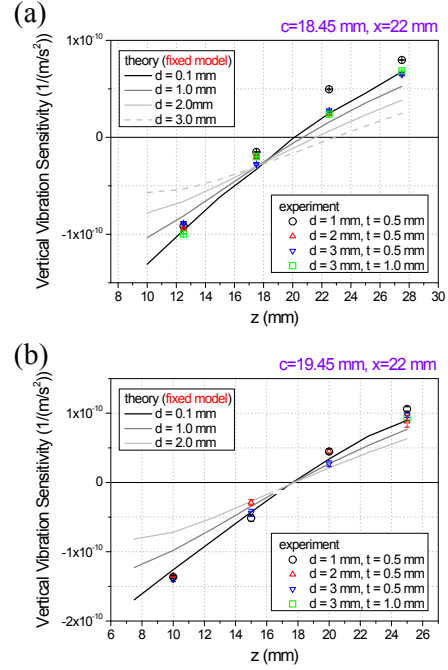 (a)
c=18.45 mm, x=22 mm
Vertical Vibration Sensitivity (1/(m/s²))
1x10⁻¹⁰
0
-1x10⁻¹⁰
theory (fixed model)
d = 0.1 mm
d = 1.0 mm
d = 2.0mm
d = 3.0 mm
experiment
d = 1 mm, t = 0.5 mm
d = 2 mm, t = 0.5 mm
d = 3 mm, t = 0.5 mm
d = 3 mm, t = 1.0 mm
8 10 12 14 16 18 20 22 24 26 28 30
z (mm)
(b)
c=19.45 mm, x=22 mm
Vertical Vibration Sensitivity (1/(m/s²))
1x10⁻¹⁰
0
-1x10⁻¹⁰
-2x10⁻¹⁰
theory (fixed model)
d = 0.1 mm
d = 1.0 mm
d = 2.0 mm
experiment
d = 1 mm, t = 0.5 mm
d = 2 mm, t = 0.5 mm
d = 3 mm, t = 0.5 mm
d = 3 mm, t = 1.0 mm
6 8 10 12 14 16 18 20 22 24 26
z (mm)